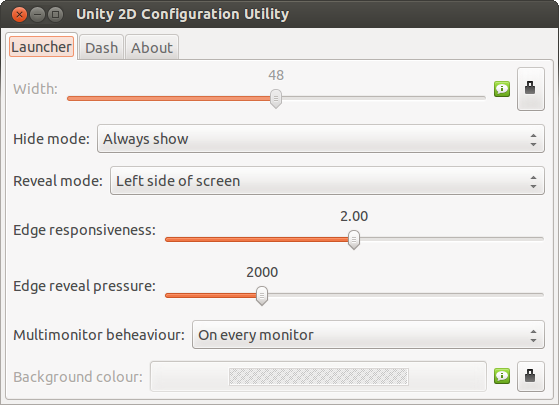 Unity 2D Configuration Utility
Launcher Dash About
48
Width:
Hide mode: Always show
Reveal mode: Left side of screen
2.00
Edge responsiveness:
2000
Edge reveal pressure:
Multimonitor beheaviour: On every monitor
Background colour: